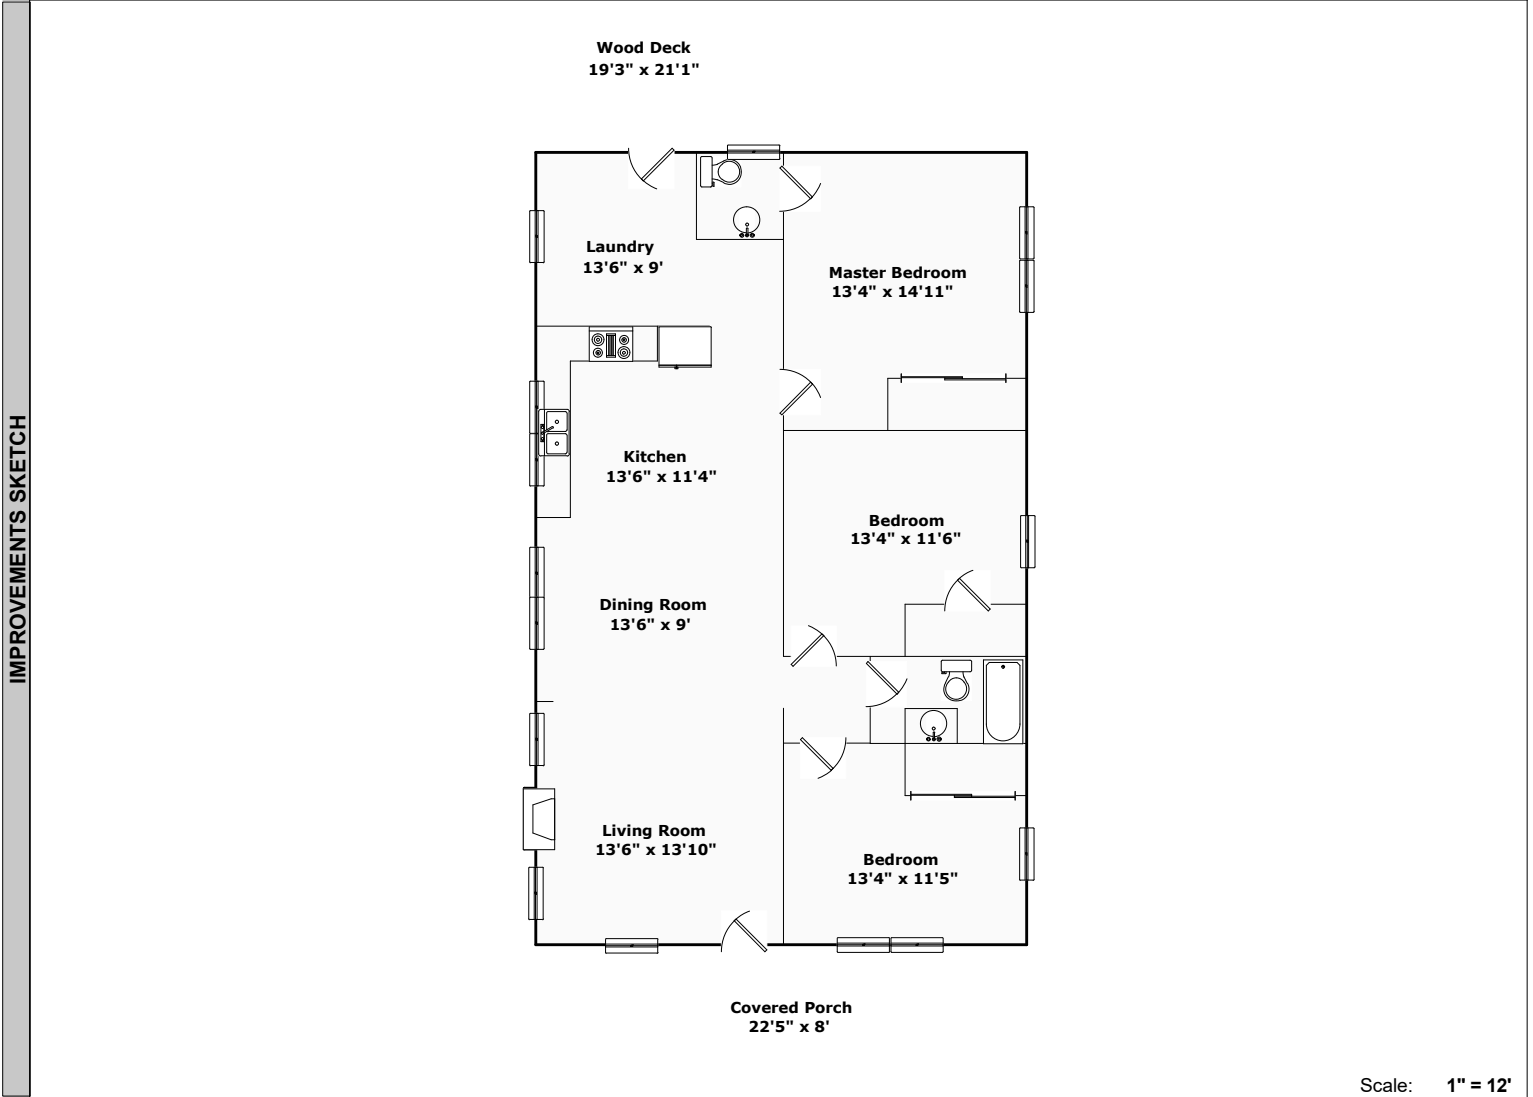 IMPROVEMENTS SKETCH
Wood Deck
19'3" x 21'1"
Laundry
13'6" x 9'
Master Bedroom
13'4" x 14'11"
Kitchen
13'6" x 11'4"
Bedroom
13'4" x 11'6"
Dining Room
13'6" x 9'
Living Room
13'6" x 13'10"
Bedroom
13'4" x 11'5"
Covered Porch
22'5" x 8'
Scale: 1" = 12'